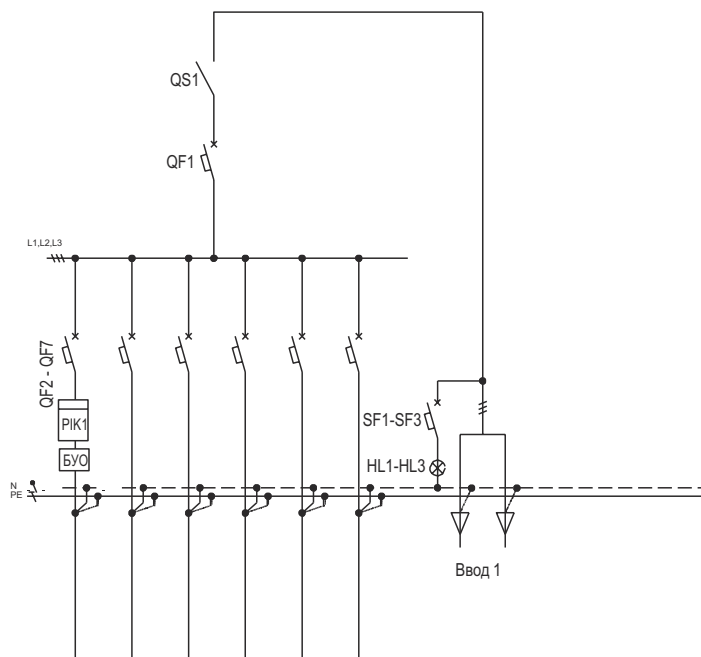 QS1
QF1
L1,L2,L3
QF2 - QF7
PIK1
БУО
SF1-SF3
HL1-HL3
N
PE
Ввод 1